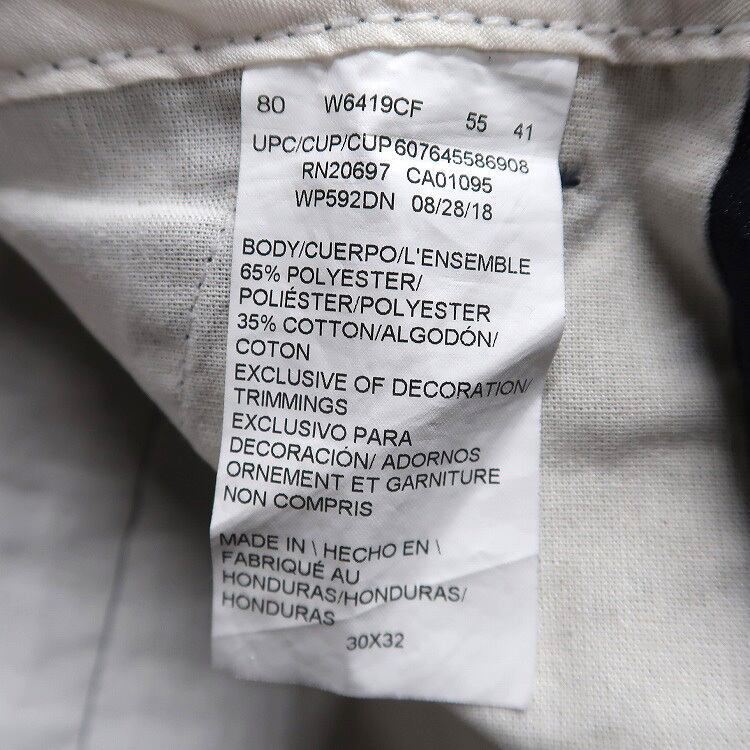 80 W6419CF 55 41
UPC/CUP/CUP607645586908
RN20697 CA01095
WP592DN 08/28/18
BODY/CUERPO/L'ENSEMBLE
65% POLYESTER/
POLIÉSTER/POLYESTER
35% COTTON/ALGODÓN/
COTON
EXCLUSIVE OF DECORATION/
TRIMMINGS
EXCLUSIVO PARA
DECORACIÓN/ ADORNOS
ORNEMENT ET GARNITURE
NON COMPRIS
MADE IN \ HECHO EN \
FABRIQUÉ AU
HONDURAS/HONDURAS/
HONDURAS
30X32